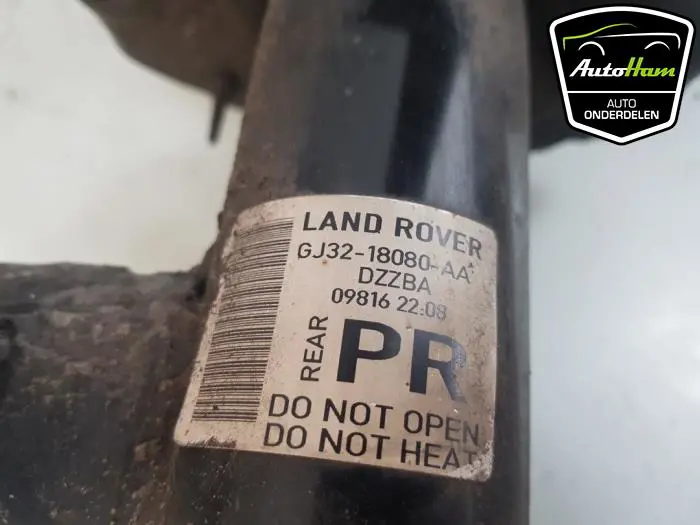 AutoHam
AUTO
ONDERDELEN
LAND ROVER
GJ32-18080-AA
DZZBA
09816 22:08
REAR
PR
DO NOT OPEN
DO NOT HEAT